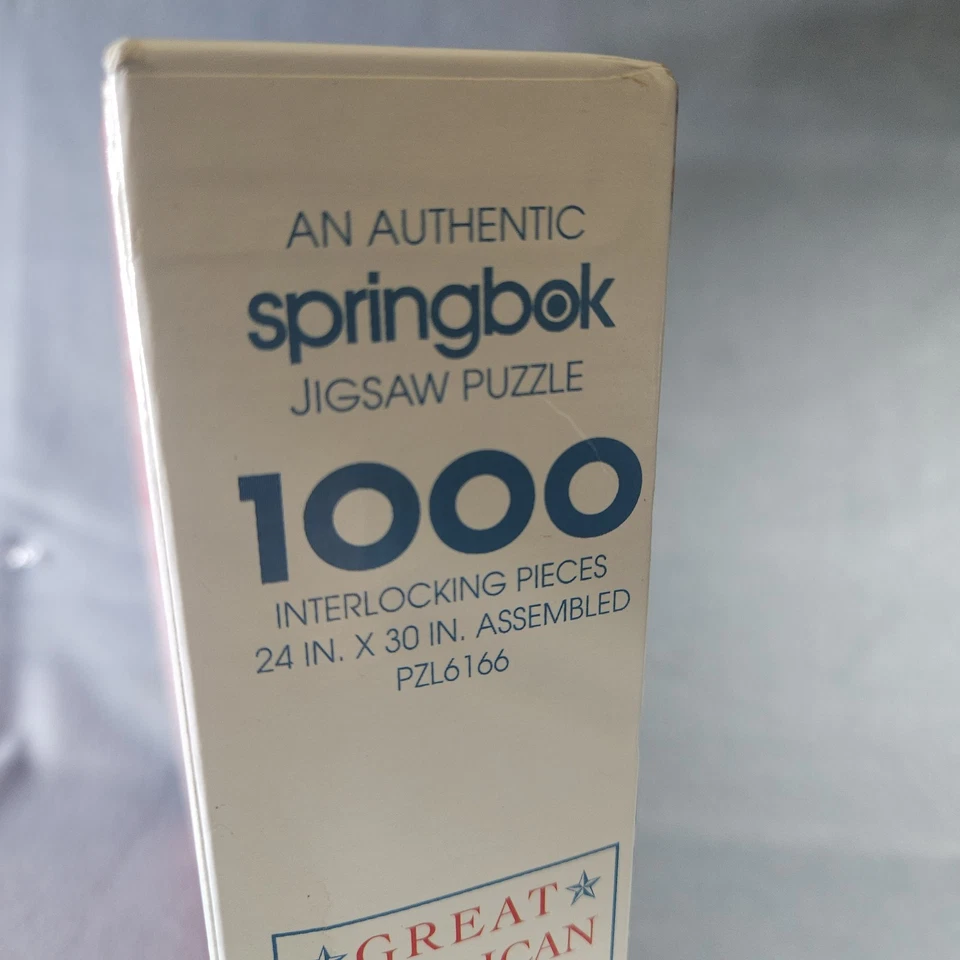 AN AUTHENTIC
springbok
JIGSAW PUZZLE
1000
INTERLOCKING PIECES
24 IN. X 30 IN. ASSEMBLED
PZL6166
GREAT